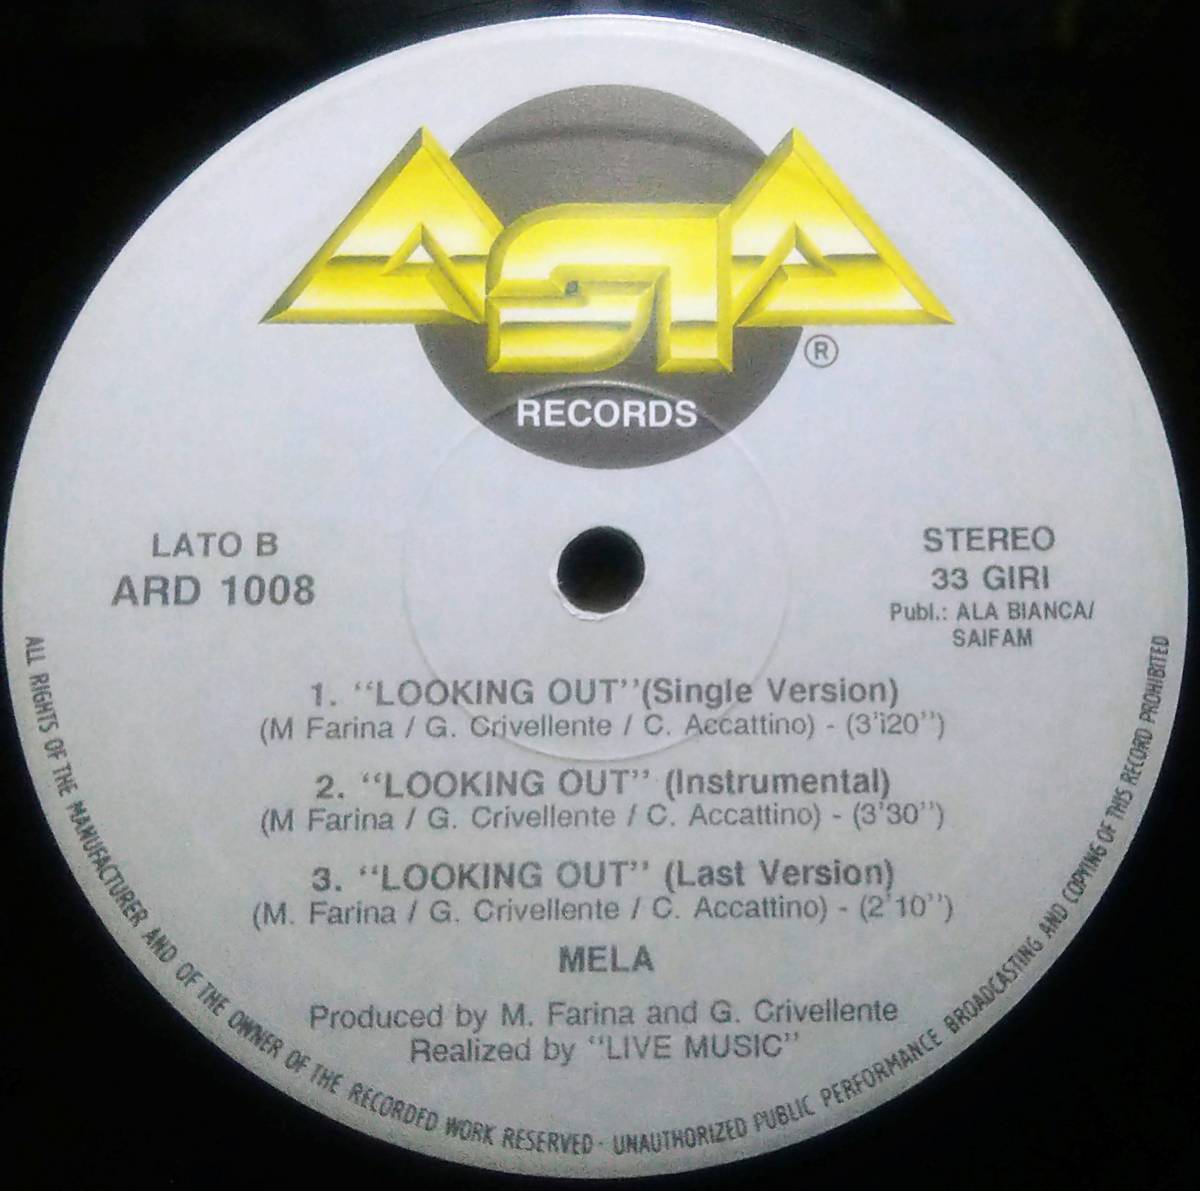 ASIA
®
RECORDS
LATO B
ARD 1008
STEREO
33 GIRI
Publ.: ALA BIANCA/
SAIFAM
1. “LOOKING OUT”(Single Version)
(M Farina / G. Crivellente / C. Accattino) - (3'i20”)
2. “LOOKING OUT” (Instrumental)
(M Farina / G. Crivellente / C. Accattino) - (3'30”)
3. “LOOKING OUT” (Last Version)
(M. Farina / G. Crivellente / C. Accattino) - (2'10”)
MELA
Produced by M. Farina and G. Crivellente
Realized by “LIVE MUSIC”
ALL RIGHTS OF THE MANUFACTURER AND OF THE OWNER OF THE RECORDED WORK RESERVED - UNAUTHORIZED PUBLIC PERFORMANCE BROADCASTING AND COPYING OF THIS RECORD PROHIBITED